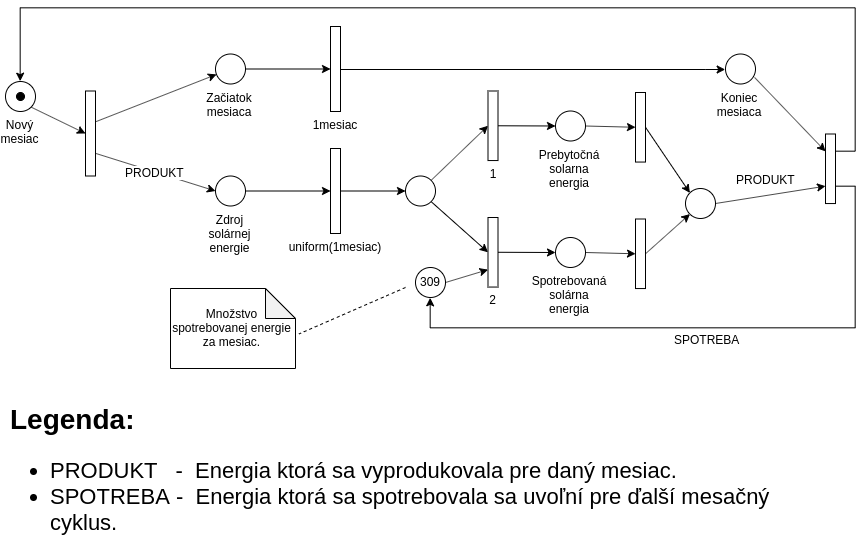 Nový
mesiac
Začiatok
mesiaca
1mesiac
Koniec
mesiaca
PRODUKT
Zdroj
solárnej
energie
uniform(1mesiac)
1
Prebytočná
solarna
energia
PRODUKT
309
2
Spotrebovaná
solárna
energia
Množstvo
spotrebovanej energie
za mesiac.
SPOTREBA
Legenda:
• PRODUKT - Energia ktorá sa vyprodukovala pre daný mesiac.
• SPOTREBA - Energia ktorá sa spotrebovala sa uvoľní pre ďalší mesačný
cyklus.